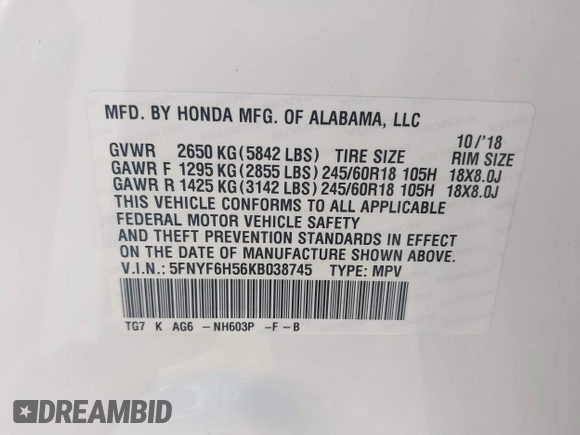 MFD. BY HONDA MFG. OF ALABAMA, LLC
10/'18
GVWR 2650 KG(5842 LBS) TIRE SIZE RIM SIZE
GAWR F 1295 KG(2855 LBS) 245/60R18 105H 18X8.0J
GAWR R 1425 KG(3142 LBS) 245/60R18 105H 18X8.0J
THIS VEHICLE CONFORMS TO ALL APPLICABLE
FEDERAL MOTOR VEHICLE SAFETY
AND THEFT PREVENTION STANDARDS IN EFFECT
ON THE DATE OF MANUFACTURE SHOWN ABOVE.
V.I.N.: 5FNYF6H56KB038745 TYPE: MPV
TG7 K AG6 -NH603P -F-B
DREAMBID